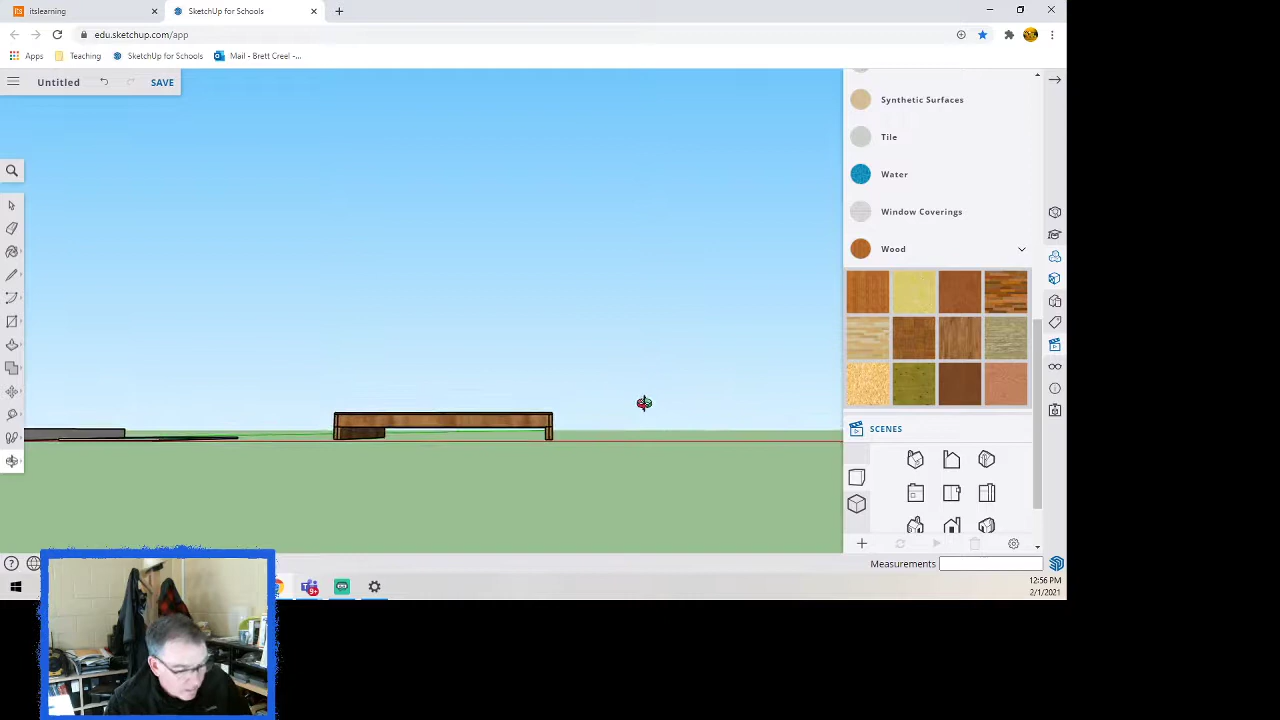 itslearning
SketchUp for Schools
edu.sketchup.com/app
Apps
Teaching
SketchUp for Schools
Mail - Brett Creel -...
Untitled
SAVE
Synthetic Surfaces
Tile
Water
Window Coverings
Wood
SCENES
Measurements
9+
12:56 PM
2/1/2021